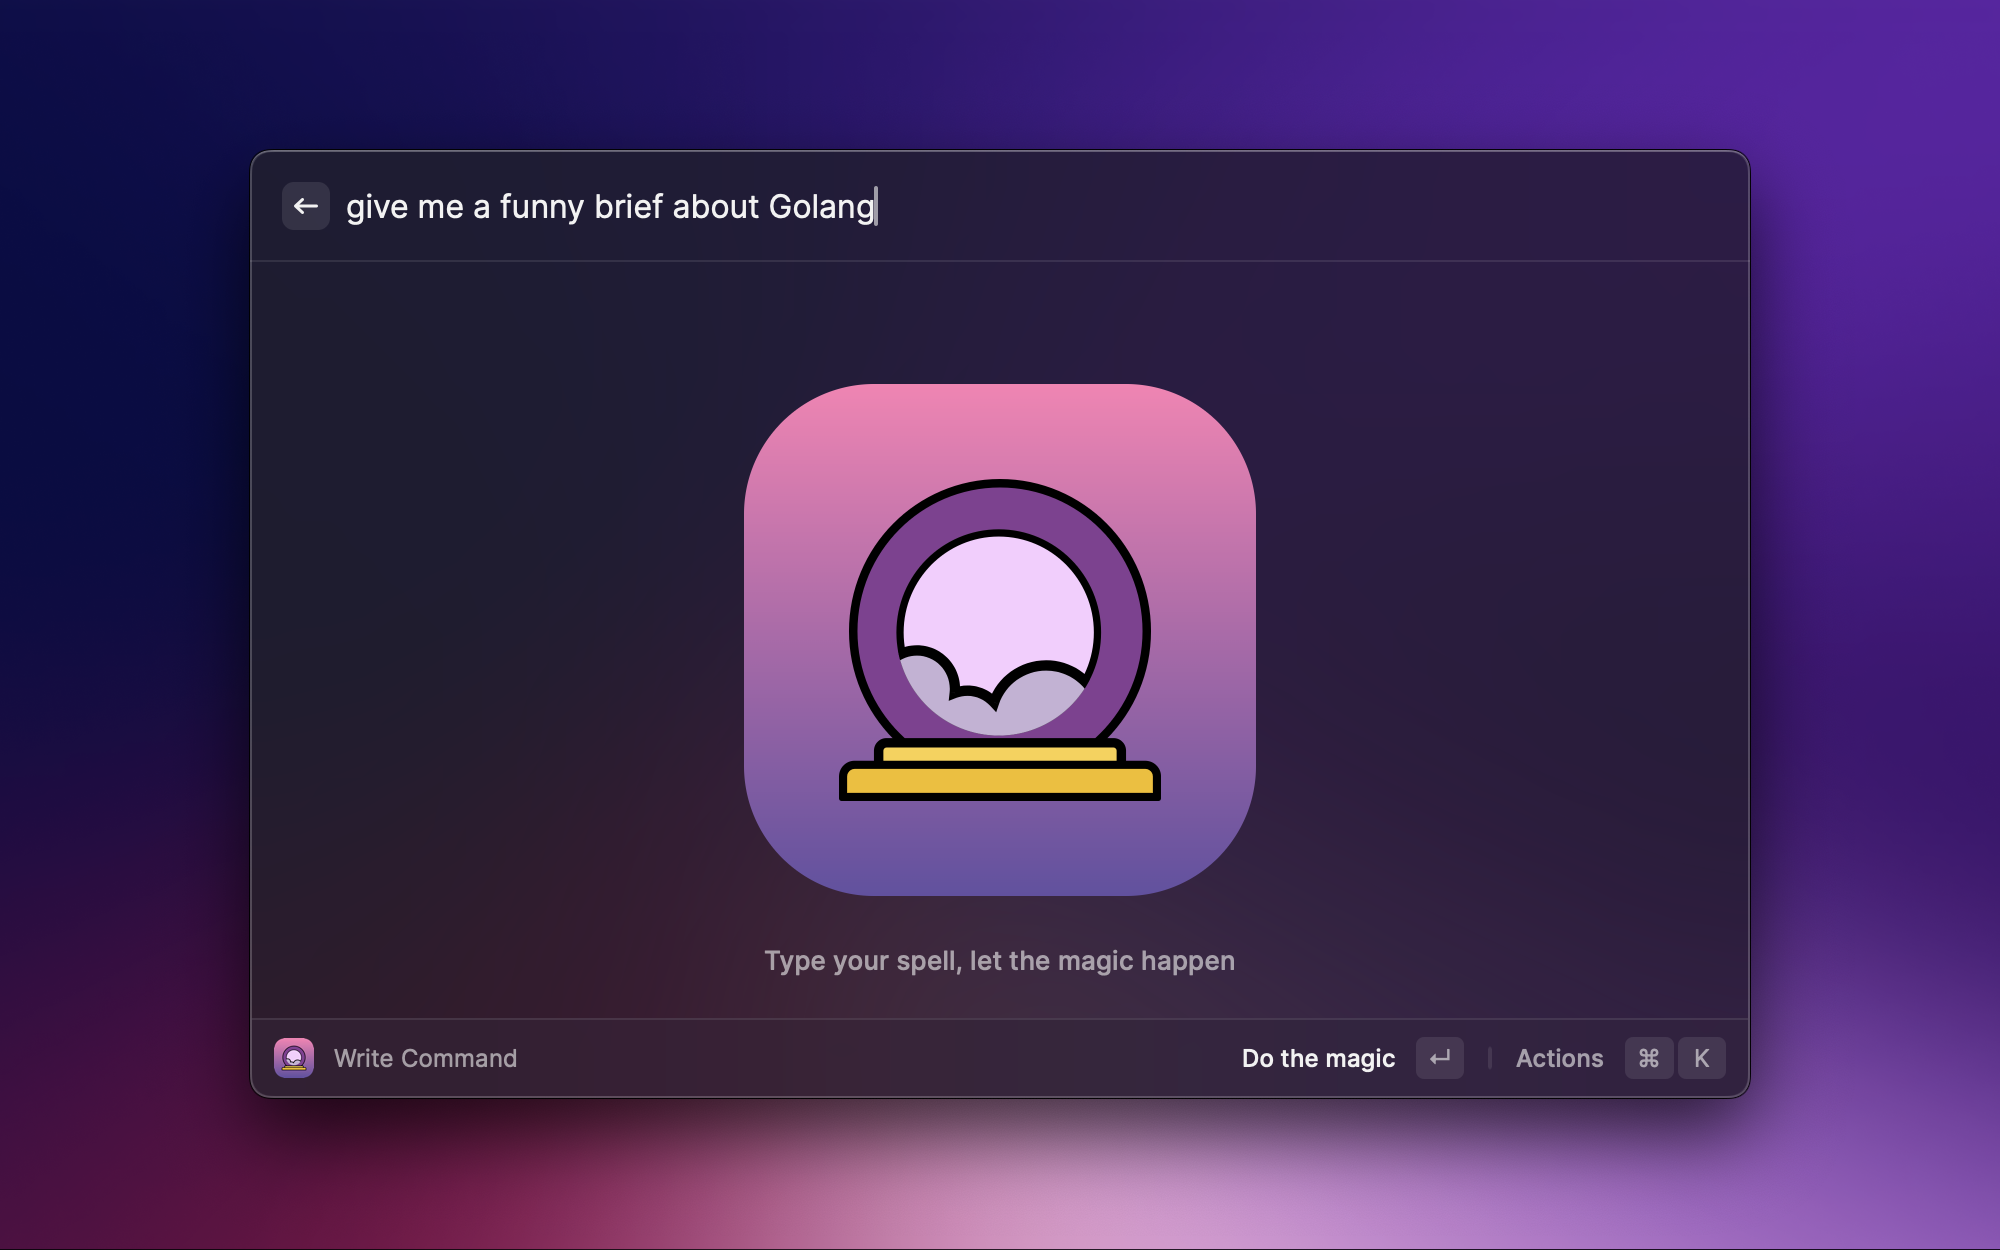 give me a funny brief about Golang
Type your spell, let the magic happen
Write Command
Do the magic
Actions
⌘
K